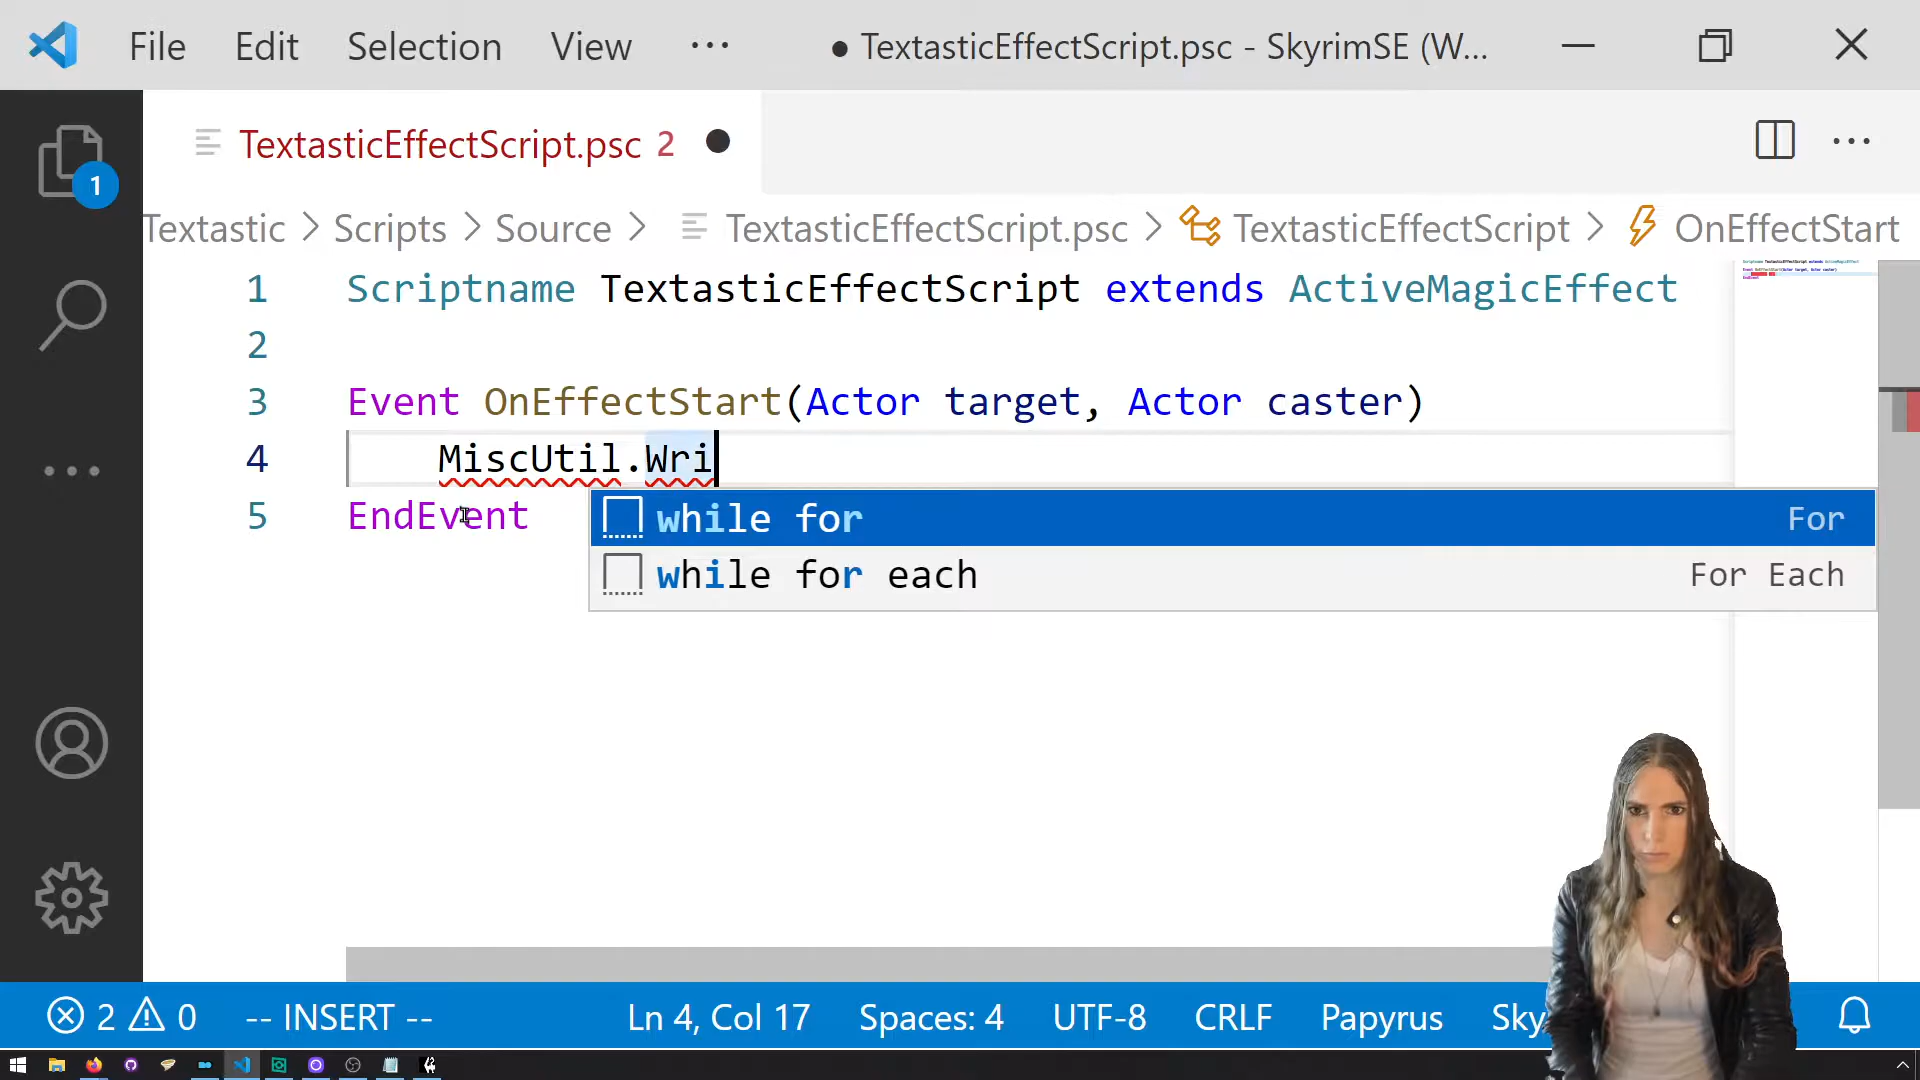 File Edit Selection View ··· ● TextasticEffectScript.psc - SkyrimSE (W...
TextasticEffectScript.psc 2
1
Textastic > Scripts > Source > TextasticEffectScript.psc > TextasticEffectScript > OnEffectStart
1 Scriptname TextasticEffectScript extends ActiveMagicEffect
2
3 Event OnEffectStart(Actor target, Actor caster)
4 MiscUtil.Wri
5 EndEvent
while for For
while for each For Each
2 0 -- INSERT -- Ln 4, Col 17 Spaces: 4 UTF-8 CRLF Papyrus Sky